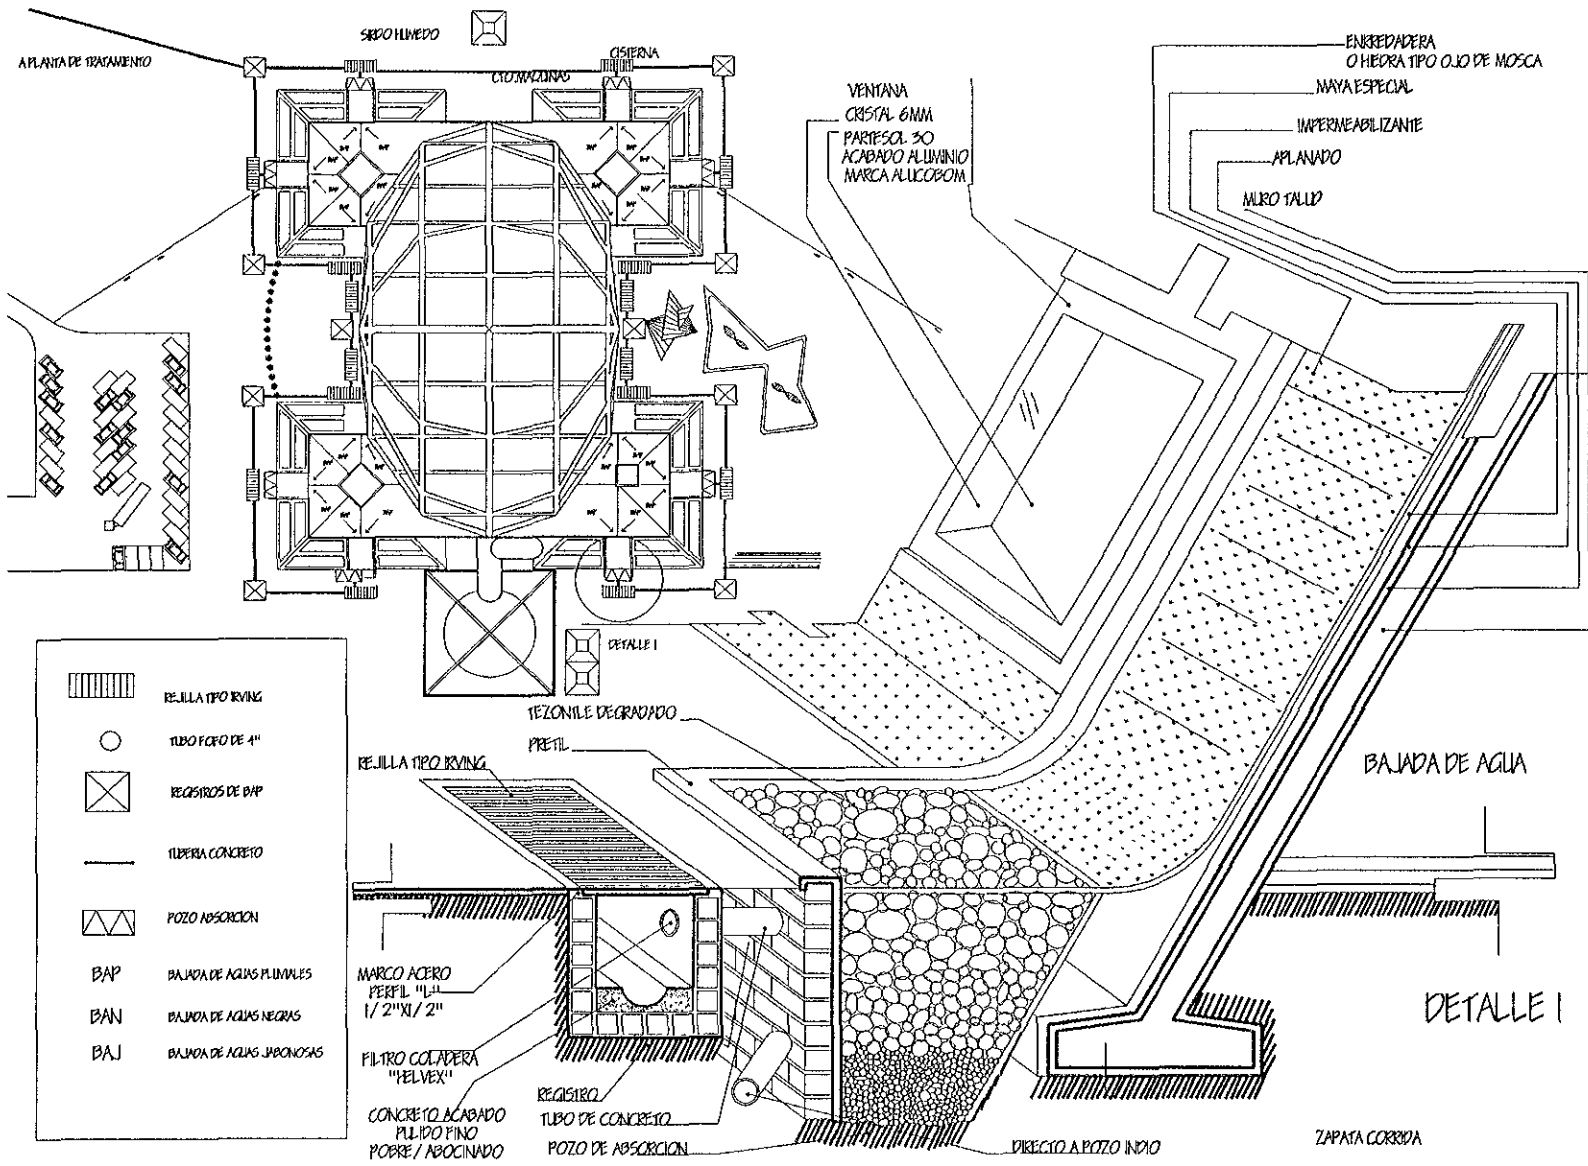 A PLANTA DE TRATAMIENTO
SIRDO HUMEDO
CISTERNA
CTO.MAQUINAS
VENTANA
CRISTAL 6MM
PARTESOL 30
ACABADO ALUMINIO
MARCA ALUCOBOM
ENRREDADERA
O HIEDRA TIPO OJO DE MOSCA
MAYA ESPECIAL
IMPERMEABILIZANTE
APLANADO
MURO TALUD
DETALLE 1
REJILLA TIPO IRVING
TUBO FOFO DE 4"
REGISTROS DE BAP
TUBERIA CONCRETO
POZO ABSORCION
BAP BAJADA DE AGUAS PLUVIALES
BAN BAJADA DE AGUAS NEGRAS
BAJ BAJADA DE AGUAS JABONOSAS
TEZONTLE DEGRADADO
PRETIL
REJILLA TIPO IRVING
MARCO ACERO
PERFIL "L"
1/2"X1/2"
FILTRO COLADERA
"HELVEX"
CONCRETO ACABADO
PULIDO FINO
POBRE/ ABOCINADO
REGISTRO
TUBO DE CONCRETO
POZO DE ABSORCION
DIRECTO A POZO INDIO
BAJADA DE AGUA
DETALLE 1
ZAPATA CORRIDA